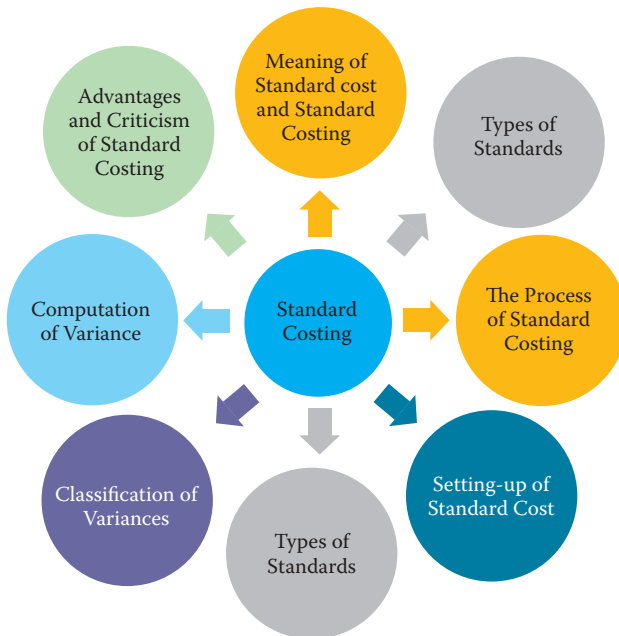 Meaning of
Standard cost
and Standard
Costing
Types of
Standards
The Process
of Standard
Costing
Setting-up of
Standard Cost
Types of
Standards
Classification of
Variances
Computation
of Variance
Advantages
and Criticism
of Standard
Costing
Standard
Costing